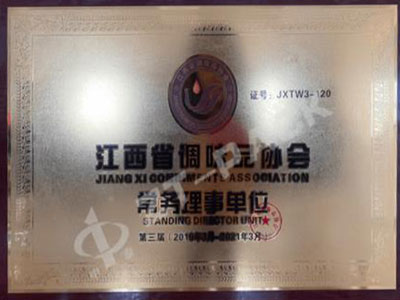 证号:JXTW3-120
江西省调味品协会
JIANG XI CONDIMENTS ASSOCIATION
常务理事单位
STANDING DIRECTOR UNIT
第三届(2016年3月-2021年3月)